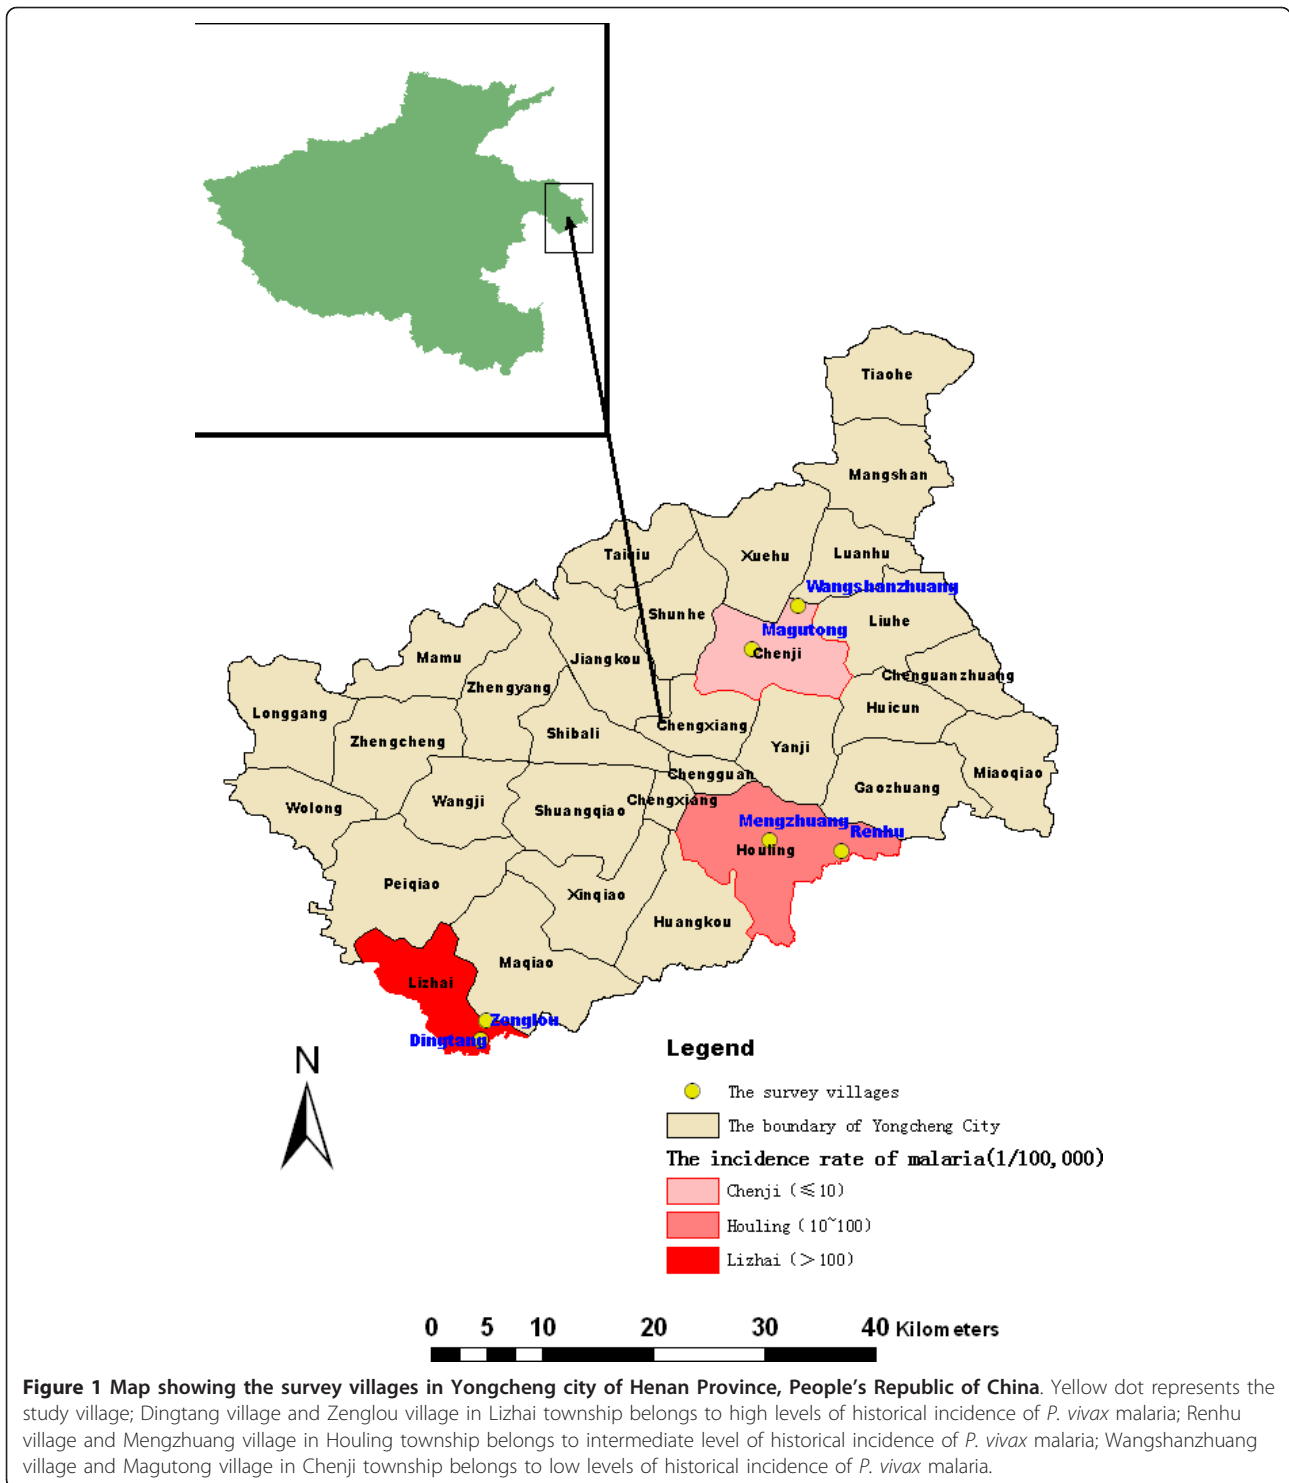 Tiaohe
Mangshan
Taiqiu
Xuehu
Luanhu
Wangshanzhuang
Shunhe
Liuhe
Magutong
Mamu
Jiangkou
Chenji
Zhengyang
Chenguanzhuang
Longgang
Huicun
Zhengcheng
Shibali
Chengxiang
Yanji
Miaoqiao
Chengguan
Gaozhuang
Wolong
Wangji
Shuangqiao
Chengxiang
Mengzhuang
Renhu
Houling
Peiqiao
Xinqiao
Huangkou
Maqiao
Lizhai
Zenglou
Dingtang
N
Legend
The survey villages
The boundary of Yongcheng City
The incidence rate of malaria(1/100,000)
Chenji (≤10)
Houling (10~100)
Lizhai (>100)
0 5 10 20 30 40 Kilometers
Figure 1 Map showing the survey villages in Yongcheng city of Henan Province, People's Republic of China. Yellow dot represents the
study village; Dingtang village and Zenglou village in Lizhai township belongs to high levels of historical incidence of P. vivax malaria; Renhu
village and Mengzhuang village in Houling township belongs to intermediate level of historical incidence of P. vivax malaria; Wangshanzhuang
village and Magutong village in Chenji township belongs to low levels of historical incidence of P. vivax malaria.